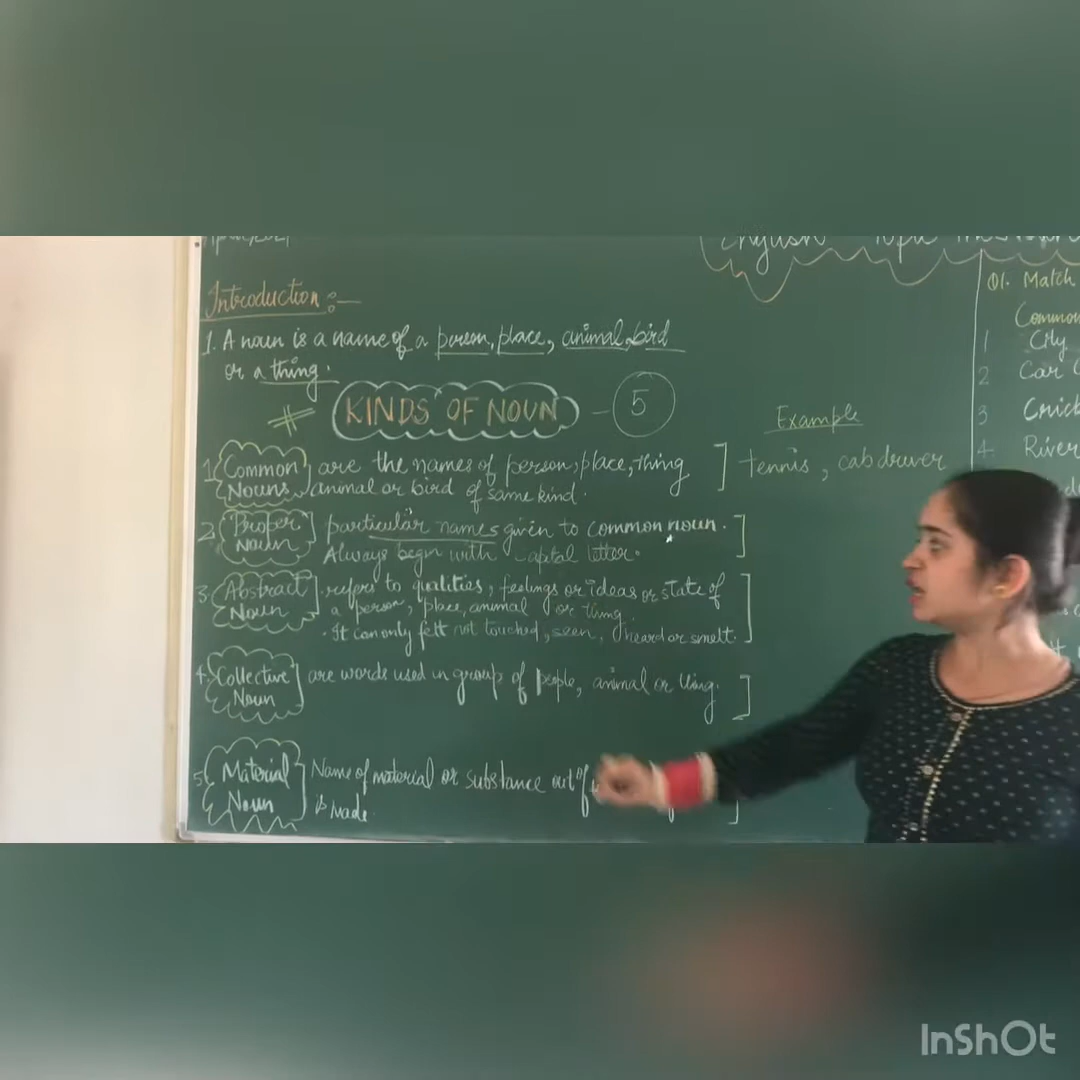 English Topic
Introduction :-
1. A noun is a name of a person, place, animal, bird
or a thing.
KINDS OF NOUN - 5
Example
1. Common Nouns
are the names of person, place, thing
animal or bird of same kind.
tennis, cab driver
2. Proper Noun
particular names given to common noun.
Always begin with Capital letter.
3. Abstract Noun
. refers to qualities, feelings or ideas or state of
a person, place, animal or thing.
. It can only felt not touched, seen, heard or smelt.
4. Collective Noun
are words used in group of people, animal or thing.
5. Material Noun
Name of material or substance out of
is made.
Q1. Match
Common
1 City
2 Car
3
4. River
InShOt